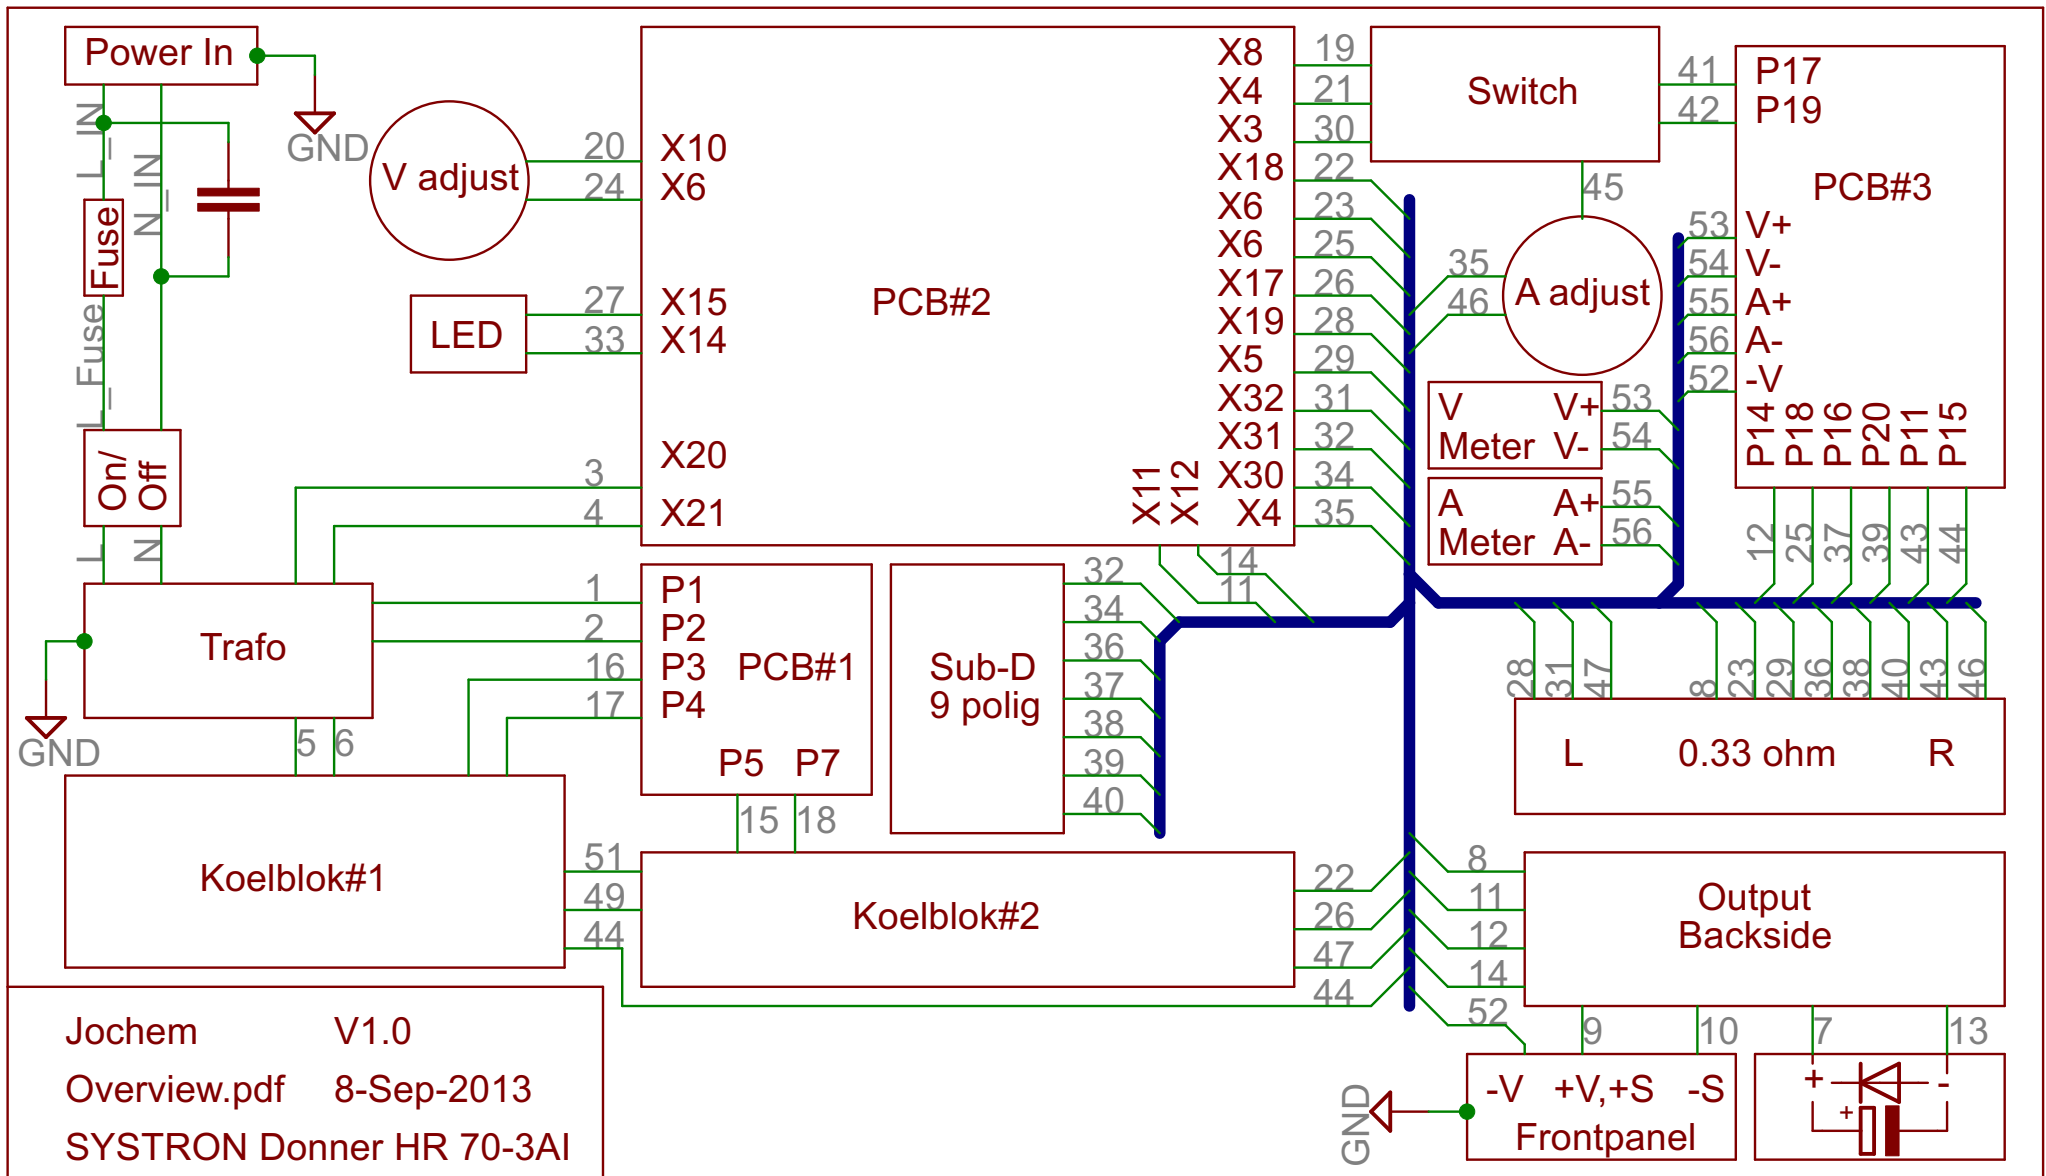 Power In
GND
L_IN
N_IN
Fuse
L_Fuse
On/
Off
L
N
V adjust
20
24
X10
X6
LED
27
33
X15
X14
3
4
X20
X21
PCB#2
X8
X4
X3
X18
X6
X6
X17
X19
X5
X32
X31
X30
X4
X11
X12
19
21
30
22
23
25
26
28
29
31
32
34
35
14
11
Switch
45
A adjust
35
46
41
42
P17
P19
PCB#3
53
54
55
56
52
V+
V-
A+
A-
-V
P14
P18
P16
P20
P11
P15
12
25
37
39
43
44
V
Meter
V+
V-
53
54
A
Meter
A+
A-
55
56
Trafo
GND
5
6
1
2
16
17
P1
P2
P3
P4
PCB#1
P5
P7
15
18
Sub-D
9 polig
32
34
36
37
38
39
40
28
31
47
8
23
29
36
38
40
43
46
L
0.33 ohm
R
Koelblok#1
51
49
44
Koelblok#2
22
26
47
44
8
11
12
14
52
Output
Backside
9
10
7
13
GND
-V +V,+S -S
Frontpanel
+
-
+
Jochem V1.0
Overview.pdf 8-Sep-2013
SYSTRON Donner HR 70-3AI